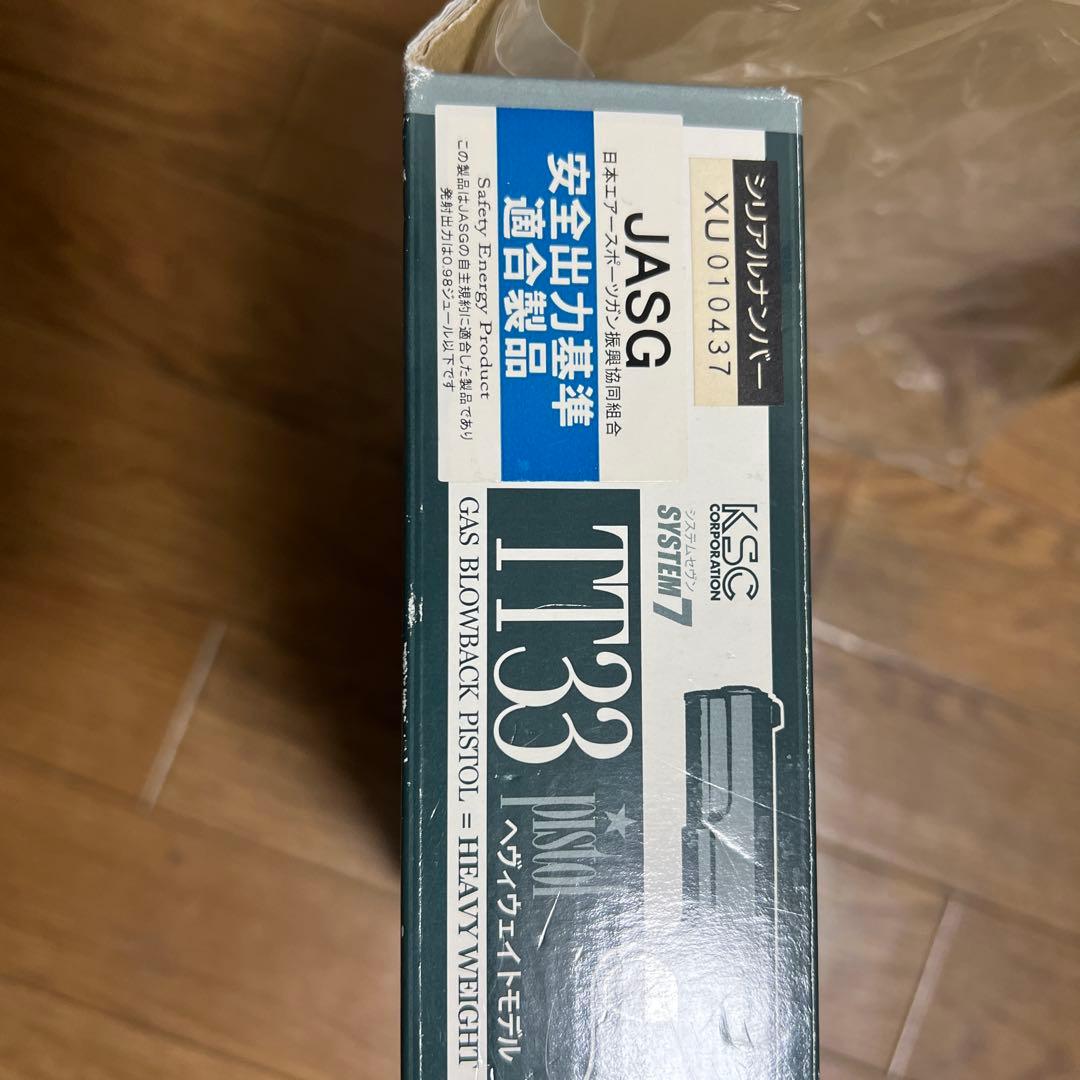 シリアルナンバー
XU010437
JASG
日本エアースポーツガン振興協同組合
安全出力基準
適合製品
Safety Energy Product
この製品はJASGの自主規約に適合した製品であり
発射出力は0.98ジュール以下です
KSC
CORPORATION
システムセヴン
SYSTEM7
TT33
pistol
ヘヴィウェイトモデル
GAS BLOWBACK PISTOL = HEAVY WEIGHT